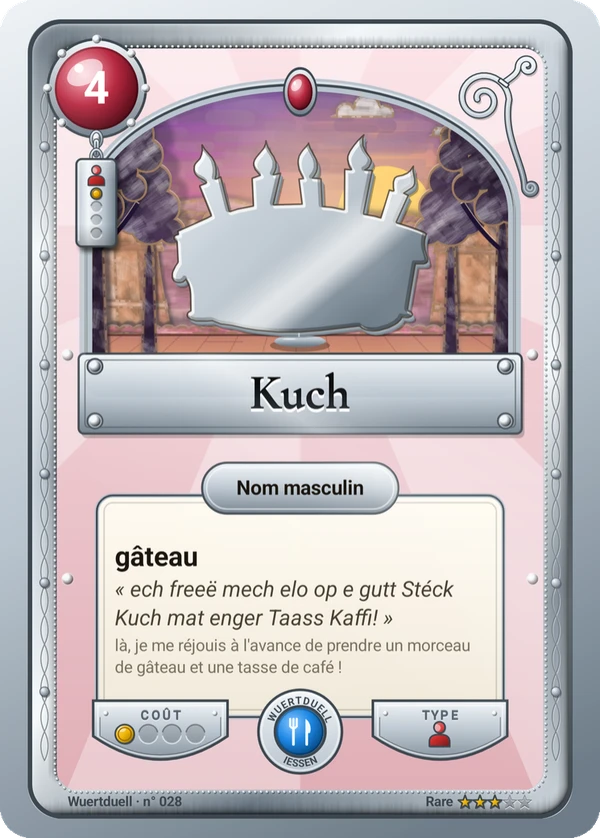 4
Kuch
Nom masculin
gâteau
« ech freeë mech elo op e gutt Stéck
Kuch mat enger Taass Kaffi! »
là, je me réjouis à l'avance de prendre un morceau
de gâteau et une tasse de café !
COÛT
WUERTDUELL
IESSEN
TYPE
Wuertduell · n° 028
Rare